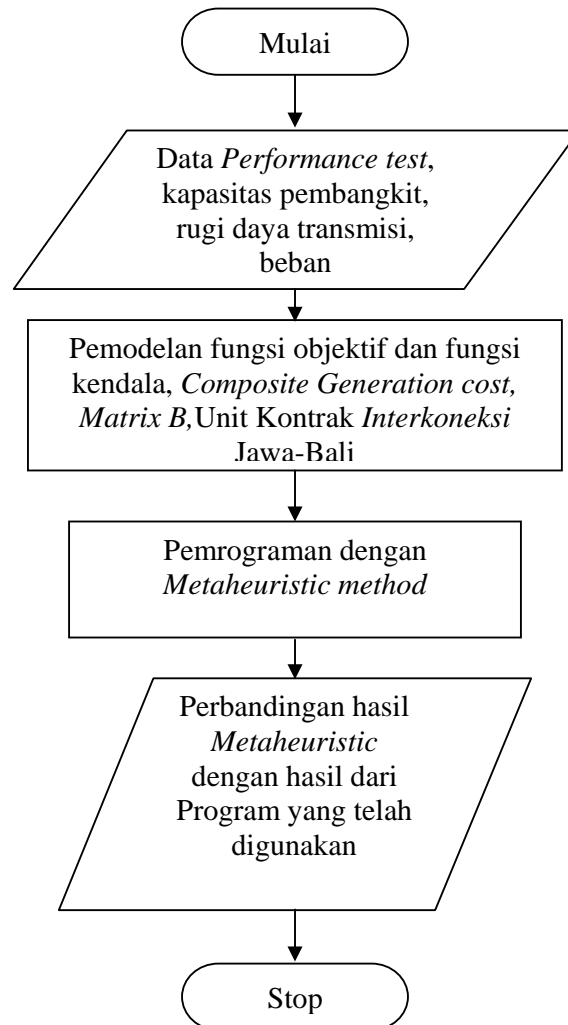 Mulai
Data Performance test,
kapasitas pembangkit,
rugi daya transmisi,
beban
Pemodelan fungsi objektif dan fungsi
kendala, Composite Generation cost,
Matrix B,Unit Kontrak Interkoneksi
Jawa-Bali
Pemrograman dengan
Metaheuristic method
Perbandingan hasil
Metaheuristic
dengan hasil dari
Program yang telah
digunakan
Stop